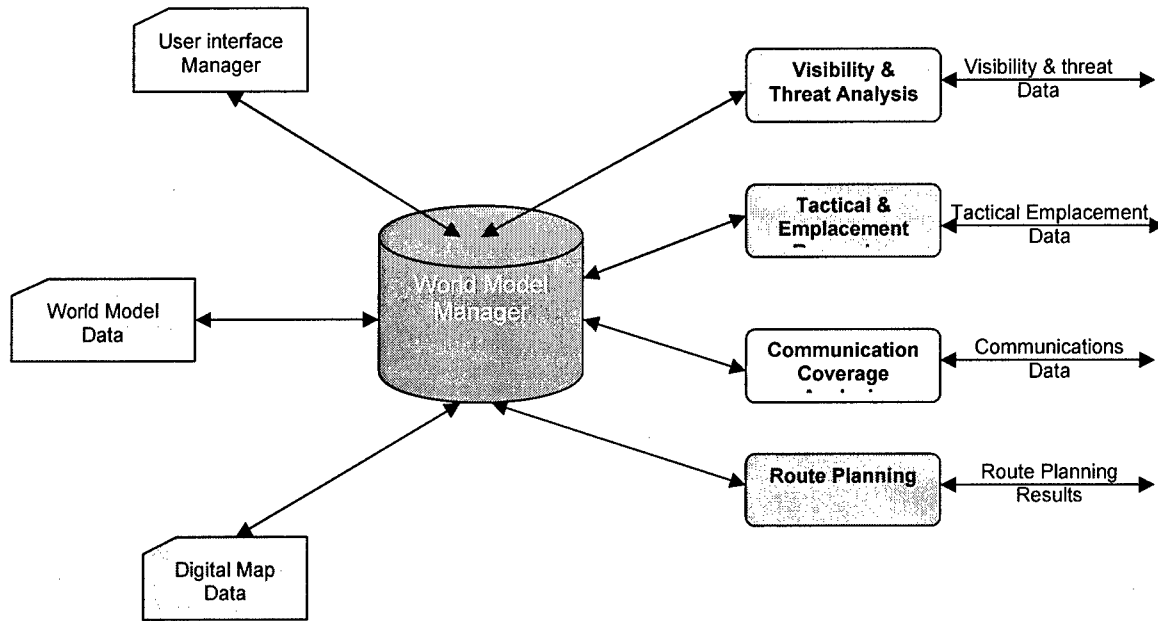 User interface
Manager
Visibility &
Threat Analysis
Visibility & threat
Data
Tactical &
Emplacement
Tactical Emplacement
Data
World Model
Manager
World Model
Data
Communication
Coverage
Communications
Data
Route Planning
Route Planning
Results
Digital Map
Data